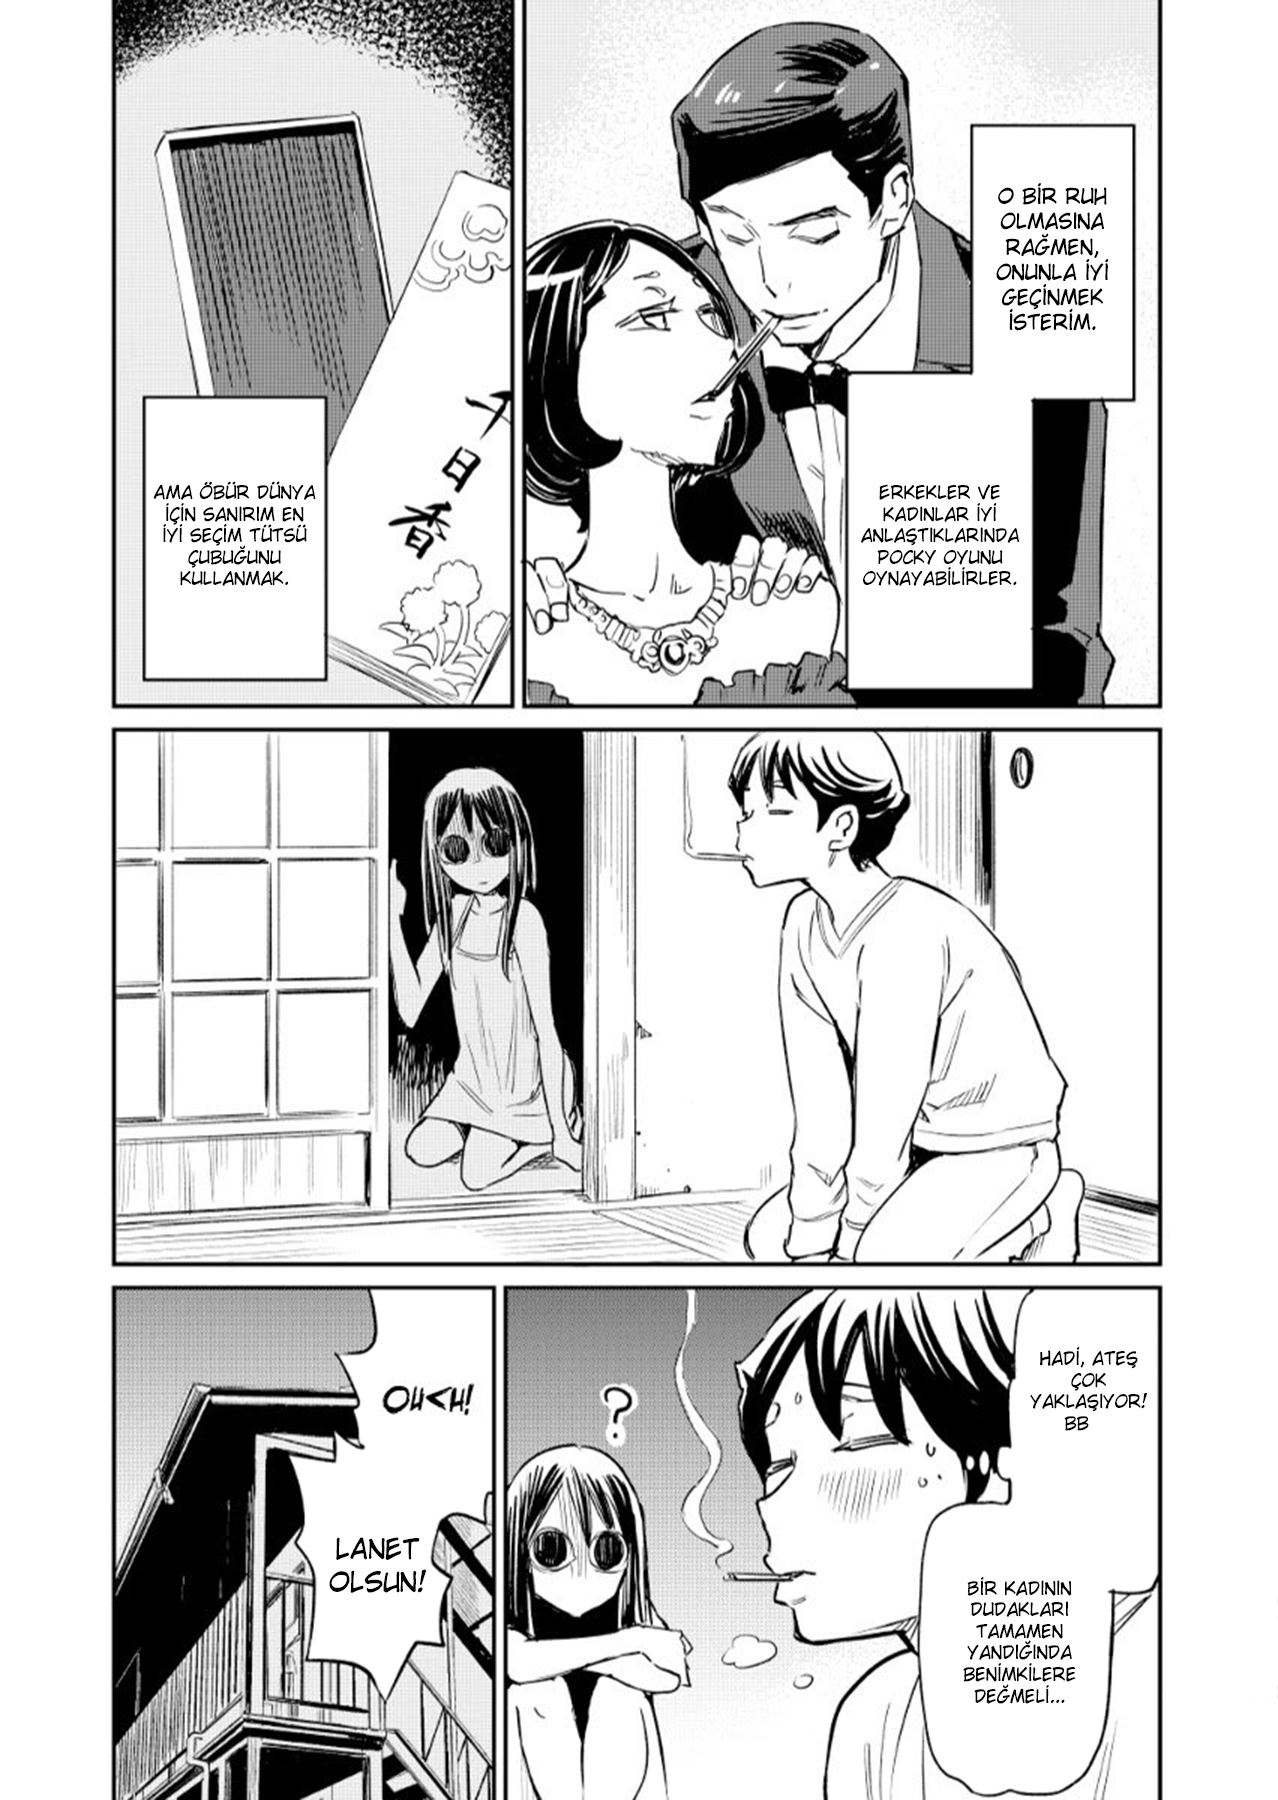 O BİR RUH
OLMASINA
RAĞMEN,
ONUNLA İYİ
GEÇİNMEK
İSTERİM.
ERKEKLER VE
KADINLAR İYİ
ANLAŞTIKLARINDA
POCKY OYUNU
OYNAYABİLİRLER.
千日香
AMA ÖBÜR DÜNYA
İÇİN SANIRIM EN
İYİ SEÇİM TÜTSÜ
ÇUBUĞUNU
KULLANMAK.
HADİ, ATEŞ
ÇOK
YAKLAŞIYOR!
BB
?
BİR KADININ
DUDAKLARI
TAMAMEN
YANDIĞINDA
BENİMKİLERE
DEĞMELİ...
OUCH!
LANET
OLSUN!